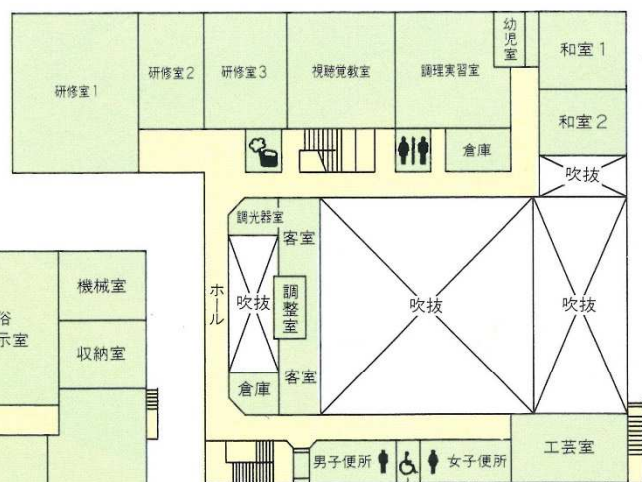 研修室1
研修室2
研修室3
視聴覚教室
調理実習室
幼児室
和室1
和室2
倉庫
吹抜
調光器室
客室
ホール
吹抜
調整室
吹抜
吹抜
客室
倉庫
機械室
収納室
示室
男子便所
女子便所
工芸室